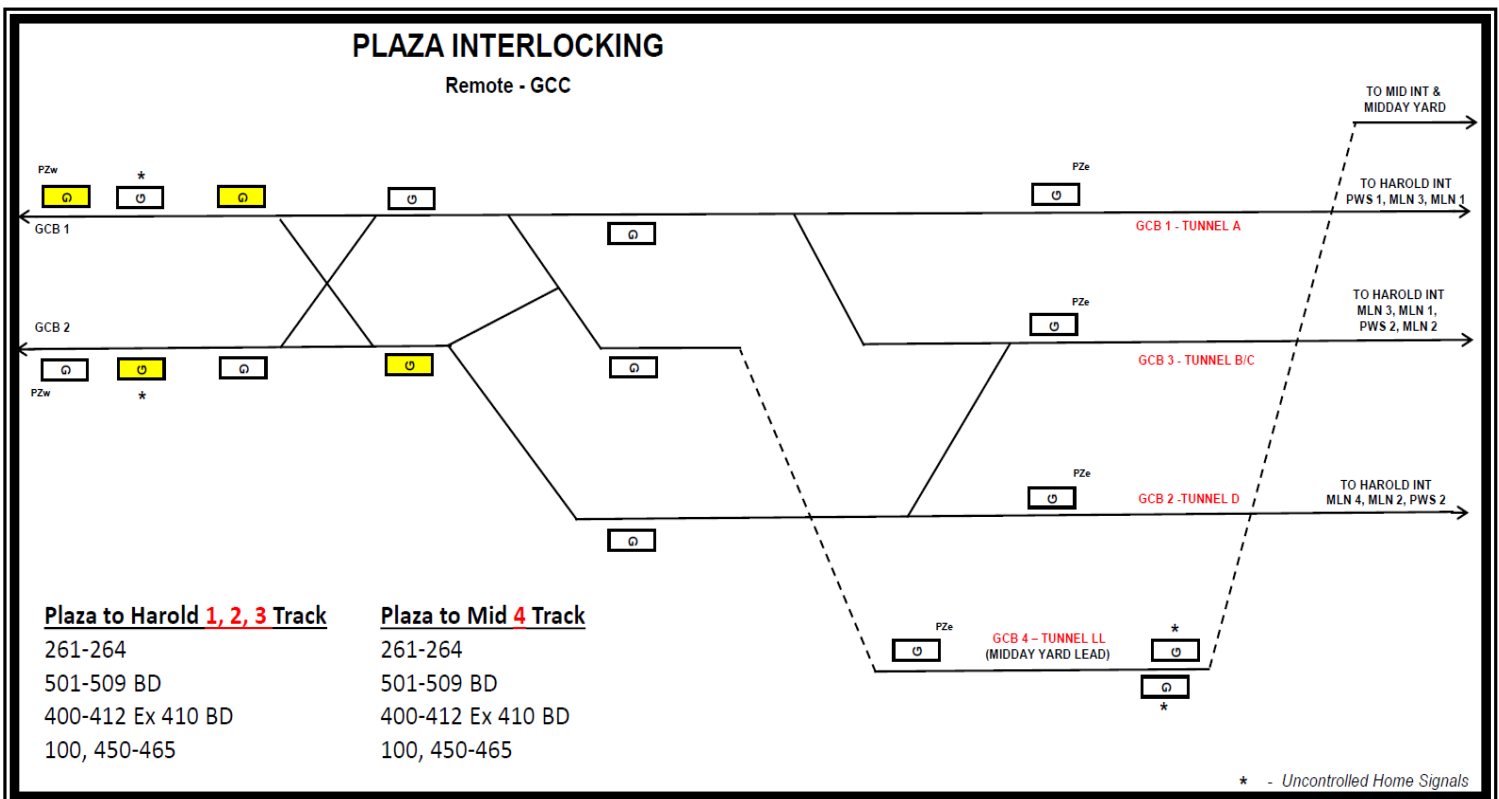 PLAZA INTERLOCKING
Remote - GCC
TO MID INT &
MIDDAY YARD
PZw
*
PZe
G
G
G
G
G
TO HAROLD INT
PWS 1, MLN 3, MLN 1
GCB 1
G
GCB 1 - TUNNEL A
TO HAROLD INT
MLN 3, MLN 1,
PWS 2, MLN 2
PZe
G
GCB 2
GCB 3 - TUNNEL B/C
G
G
G
G
G
PZw
*
PZe
TO HAROLD INT
MLN 4, MLN 2, PWS 2
G
GCB 2 -TUNNEL D
G
Plaza to Harold 1, 2, 3 Track
261-264
501-509 BD
400-412 Ex 410 BD
100, 450-465
Plaza to Mid 4 Track
261-264
501-509 BD
400-412 Ex 410 BD
100, 450-465
PZe
G
GCB 4 – TUNNEL LL
(MIDDAY YARD LEAD)
*
G
G
*
* - Uncontrolled Home Signals